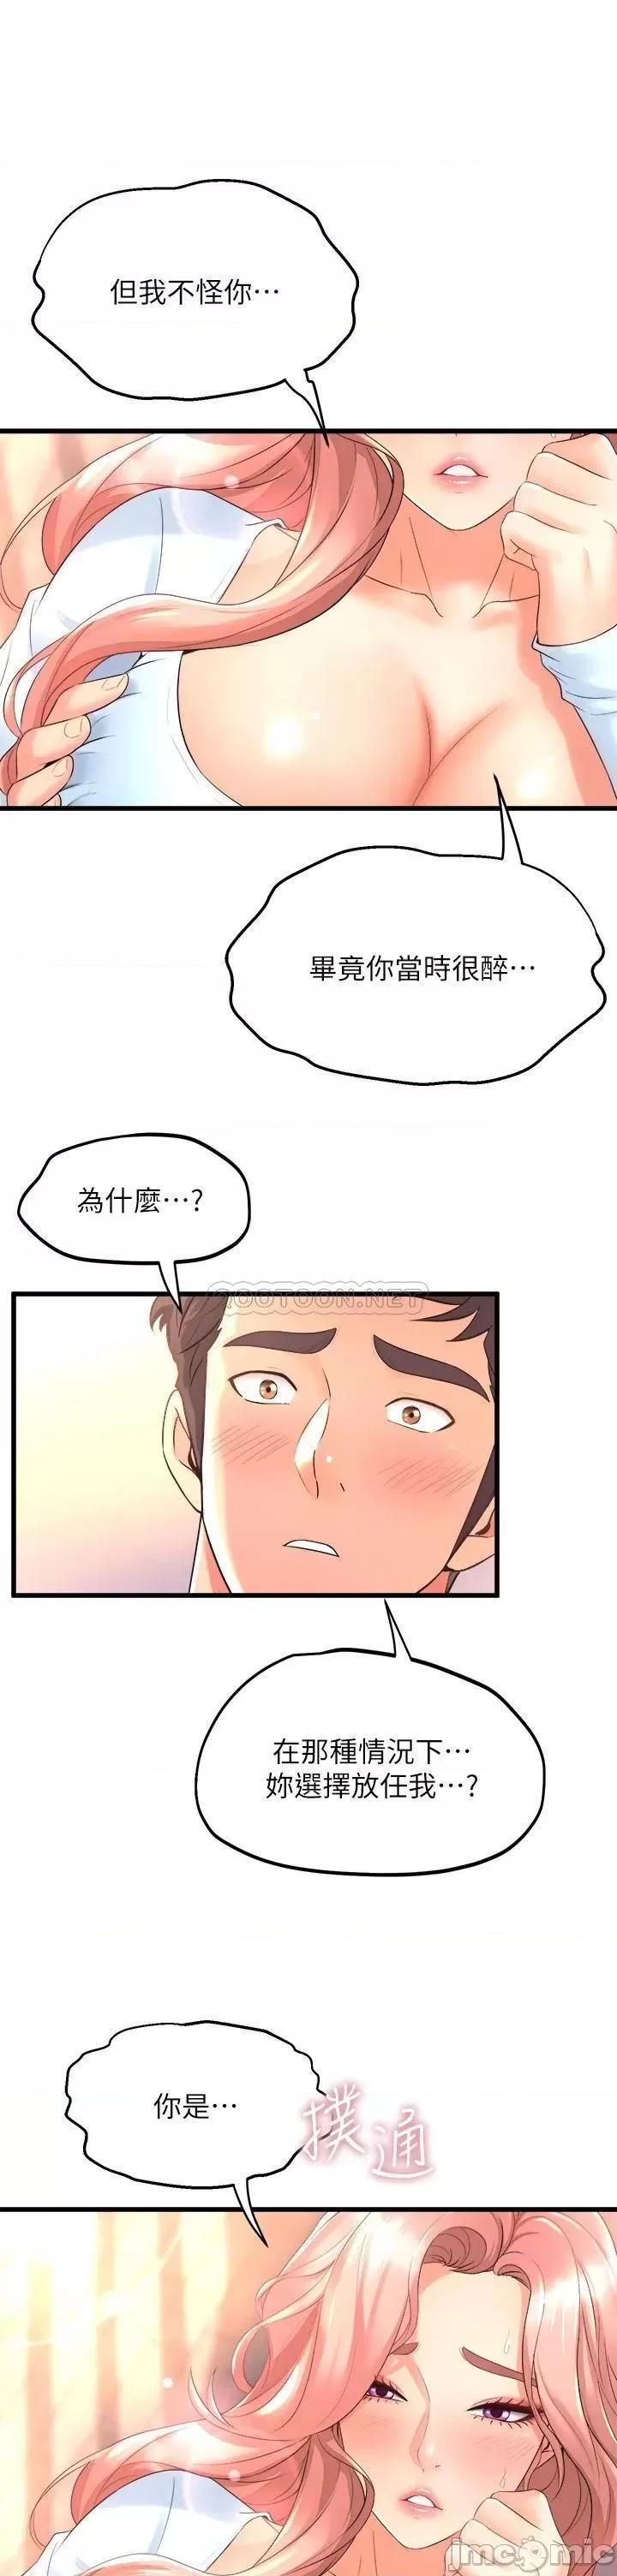 但我不怪你⋯
畢竟你當時很醉⋯
為什麼⋯?
QOOTOON.NET
在那種情況下⋯
妳選擇放任我⋯?
你是⋯
撲通
jmcomic